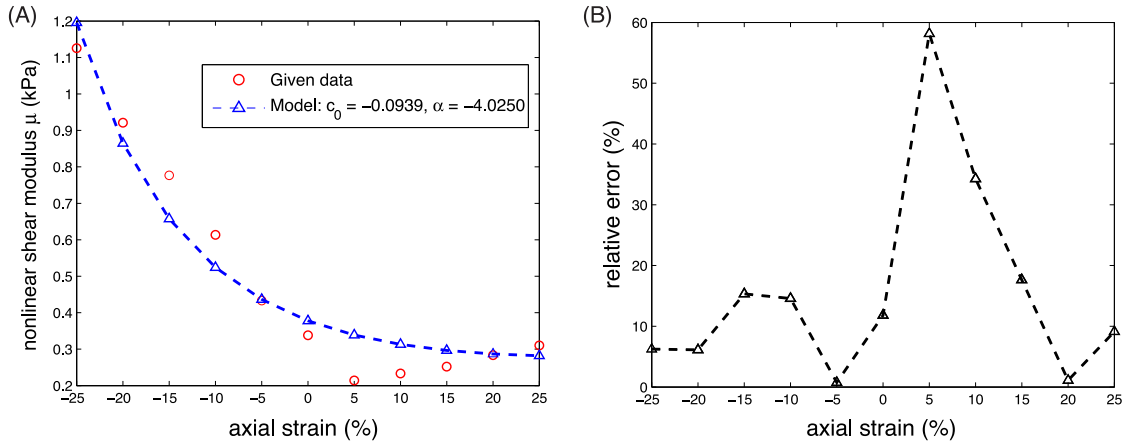 (A)
nonlinear shear modulus μ (kPa)
1.2
1.1
1
0.9
0.8
0.7
0.6
0.5
0.4
0.3
0.2
−25 −20 −15 −10 −5 0 5 10 15 20 25
axial strain (%)
Given data
Model: c0 = −0.0939, α = −4.0250
(B)
relative error (%)
60
50
40
30
20
10
0
−25 −20 −15 −10 −5 0 5 10 15 20 25
axial strain (%)